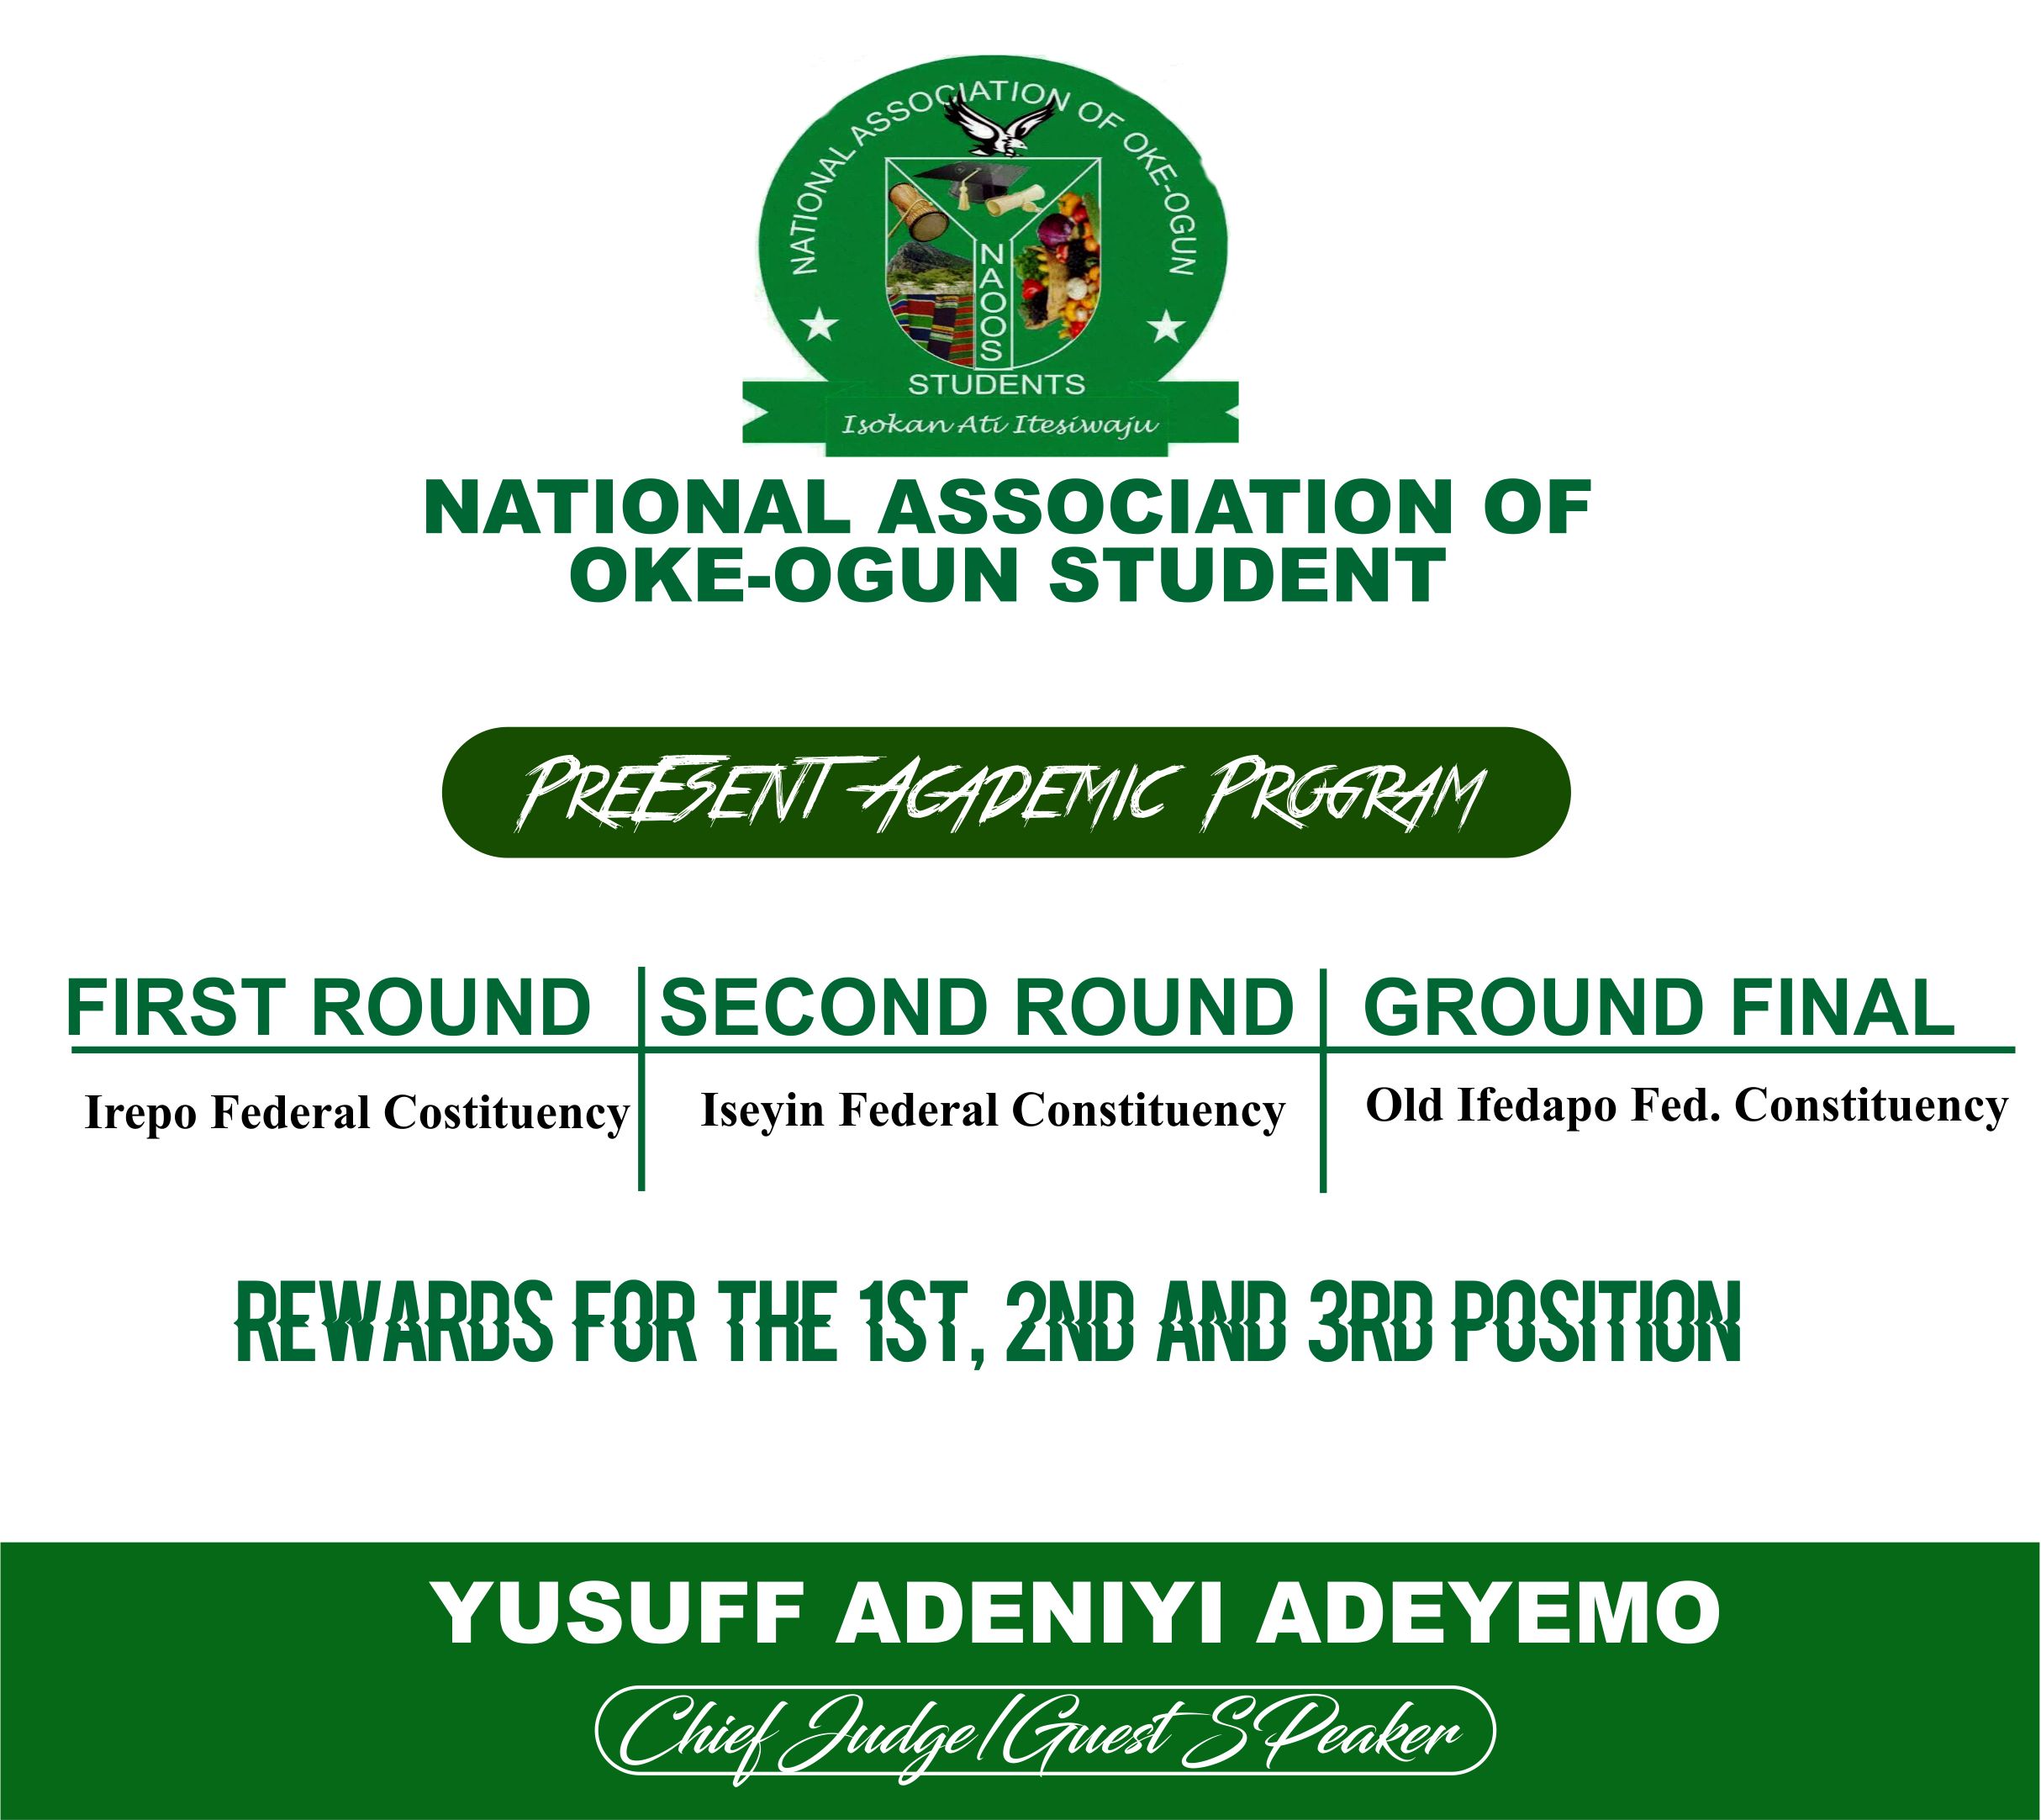 NATIONAL ASSOCIATION OF OKE-OGUN
NAOOS
STUDENTS
Isokan Ati Itesiwaju
NATIONAL ASSOCIATION OF
OKE-OGUN STUDENT
PREESENT ACADEMIC PROGRAM
FIRST ROUND
SECOND ROUND
GROUND FINAL
Irepo Federal Costituency
Iseyin Federal Constituency
Old Ifedapo Fed. Constituency
REWARDS FOR THE 1ST, 2ND AND 3RD POSITION
YUSUFF ADENIYI ADEYEMO
Chief Judge/Guest SPeaker